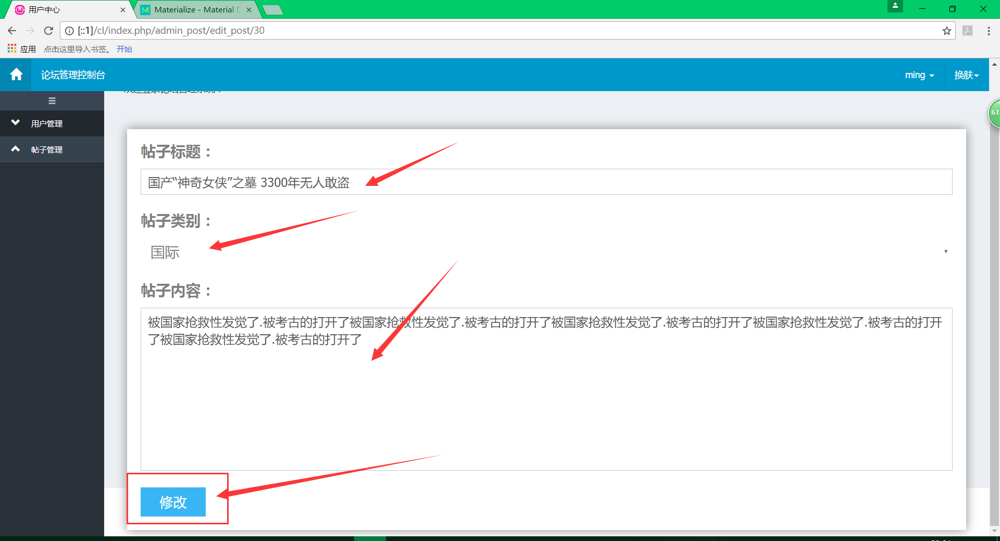 用户中心
Materialize - Material D
[::1]/cl/index.php/admin_post/edit_post/30
应用 点击这里导入书签。 开始
论坛管理控制台
ming
换肤
61
用户管理
帖子管理
帖子标题：
国产“神奇女侠”之墓 3300年无人敢盗
帖子类别：
国际
帖子内容：
被国家抢救性发觉了.被考古的打开了被国家抢救性发觉了.被考古的打开了被国家抢救性发觉了.被考古的打开了被国家抢救性发觉了.被考古的打开
了被国家抢救性发觉了.被考古的打开了
修改